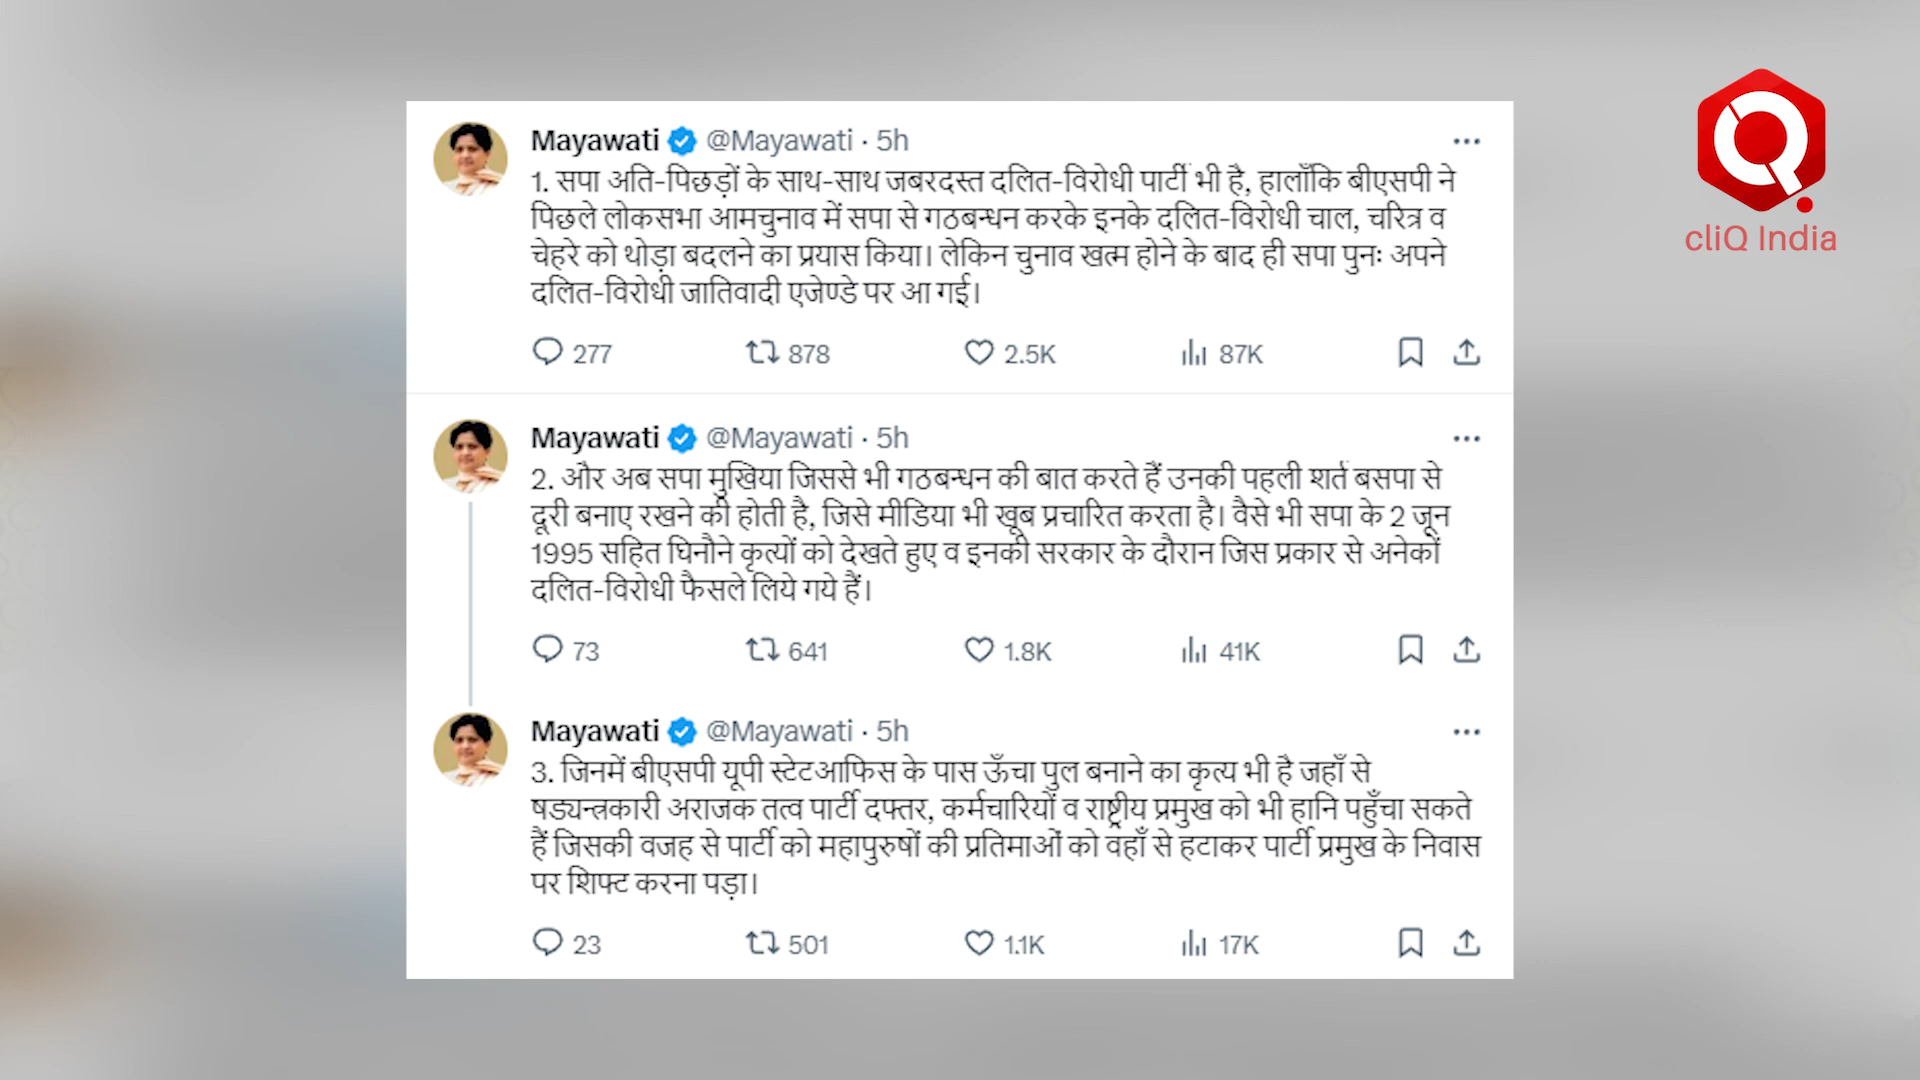 Mayawati @Mayawati · 5h
1. सपा अति-पिछड़ों के साथ-साथ जबरदस्त दलित-विरोधी पार्टी भी है, हालाँकि बीएसपी ने
पिछले लोकसभा आमचुनाव में सपा से गठबन्धन करके इनके दलित-विरोधी चाल, चरित्र व
चेहरे को थोड़ा बदलने का प्रयास किया। लेकिन चुनाव खत्म होने के बाद ही सपा पुनः अपने
दलित-विरोधी जातिवादी एजेण्डे पर आ गई।
277 878 2.5K 87K
Mayawati @Mayawati · 5h
2. और अब सपा मुखिया जिससे भी गठबन्धन की बात करते हैं उनकी पहली शर्त बसपा से
दूरी बनाए रखने की होती है, जिसे मीडिया भी खूब प्रचारित करता है। वैसे भी सपा के 2 जून
1995 सहित घिनौने कृत्यों को देखते हुए व इनकी सरकार के दौरान जिस प्रकार से अनेकों
दलित-विरोधी फैसले लिये गये हैं।
73 641 1.8K 41K
Mayawati @Mayawati · 5h
3. जिनमें बीएसपी यूपी स्टेटआफिस के पास ऊँचा पुल बनाने का कृत्य भी है जहाँ से
षड्यन्त्रकारी अराजक तत्व पार्टी दफ्तर, कर्मचारियों व राष्ट्रीय प्रमुख को भी हानि पहुँचा सकते
हैं जिसकी वजह से पार्टी को महापुरुषों की प्रतिमाओं को वहाँ से हटाकर पार्टी प्रमुख के निवास
पर शिफ्ट करना पड़ा।
23 501 1.1K 17K
cliQ India